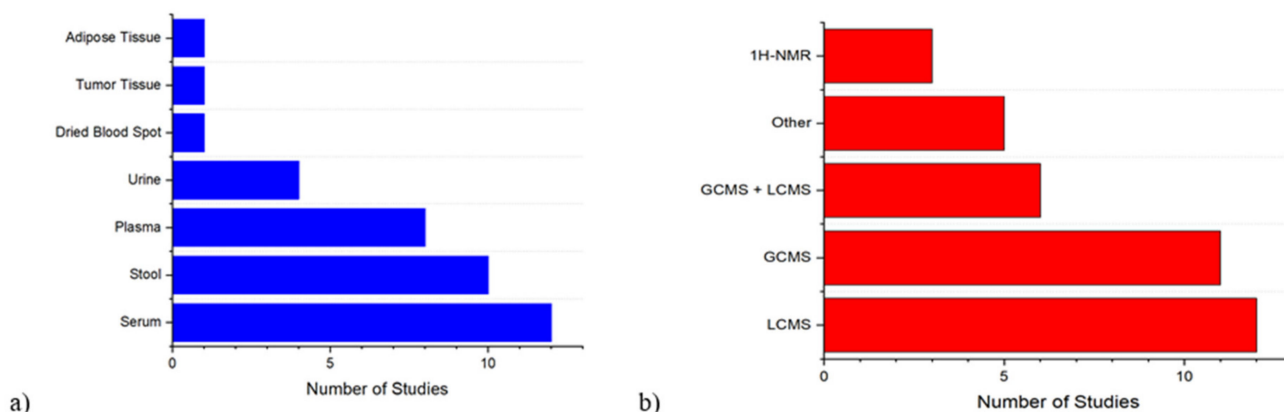 Adipose Tissue
Tumor Tissue
Dried Blood Spot
Urine
Plasma
Stool
Serum
0 5 10
Number of Studies
a)
1H-NMR
Other
GCMS + LCMS
GCMS
LCMS
0 5 10
Number of Studies
b)